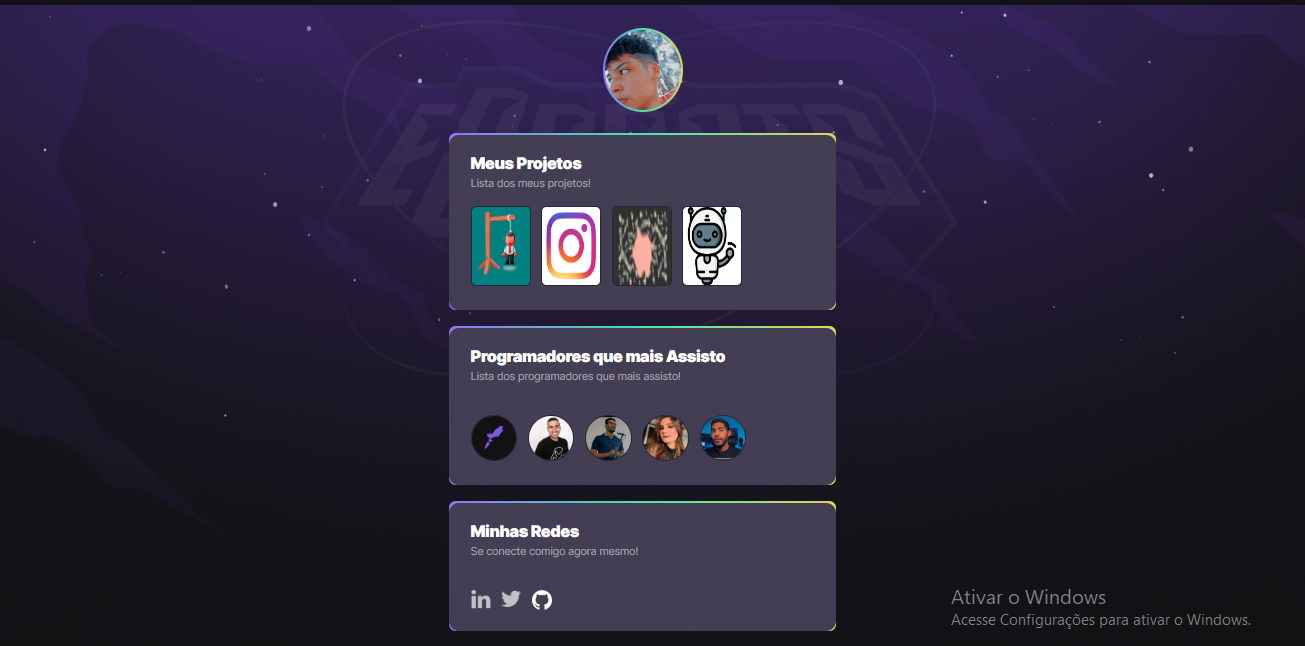 Meus Projetos
Lista dos meus projetos!
Programadores que mais Assisto
Lista dos programadores que mais assisto!
Minhas Redes
Se conecte comigo agora mesmo!
in
Ativar o Windows
Acesse Configurações para ativar o Windows.